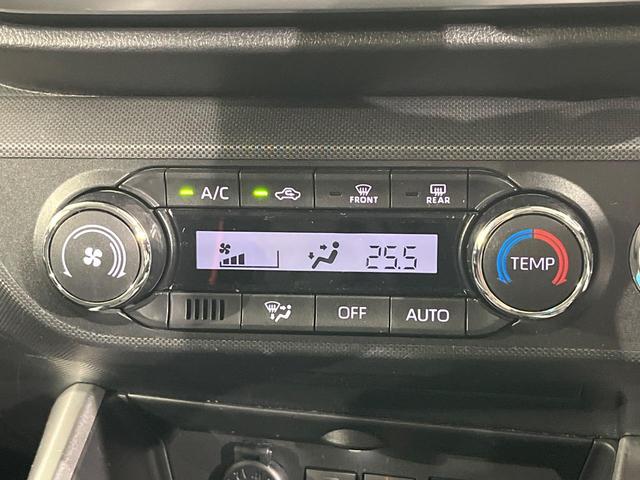 A/C FRONT REAR
25.5
TEMP
OFF AUTO